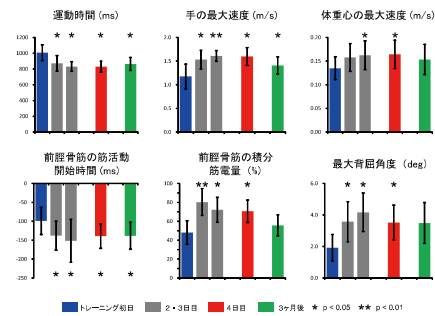 運動時間 (ms)
1200
1000
800
600
400
200
0
* * * *
手の最大速度 (m/s)
2.0
1.5
1.0
0.5
0.0
* ** * *
体重心の最大速度 (m/s)
0.20
0.15
0.10
0.05
0.00
* *
前脛骨筋の筋活動
開始時間 (ms)
0
-50
-100
-150
-200
-250
* * * *
前脛骨筋の積分
筋電量 (%)
100
80
60
40
20
0
** * *
最大背屈角度 (deg)
6.0
4.0
2.0
0.0
* * *
トレーニング初日 2・3日目 4日目 3ヶ月後 * p<0.05 ** p<0.01